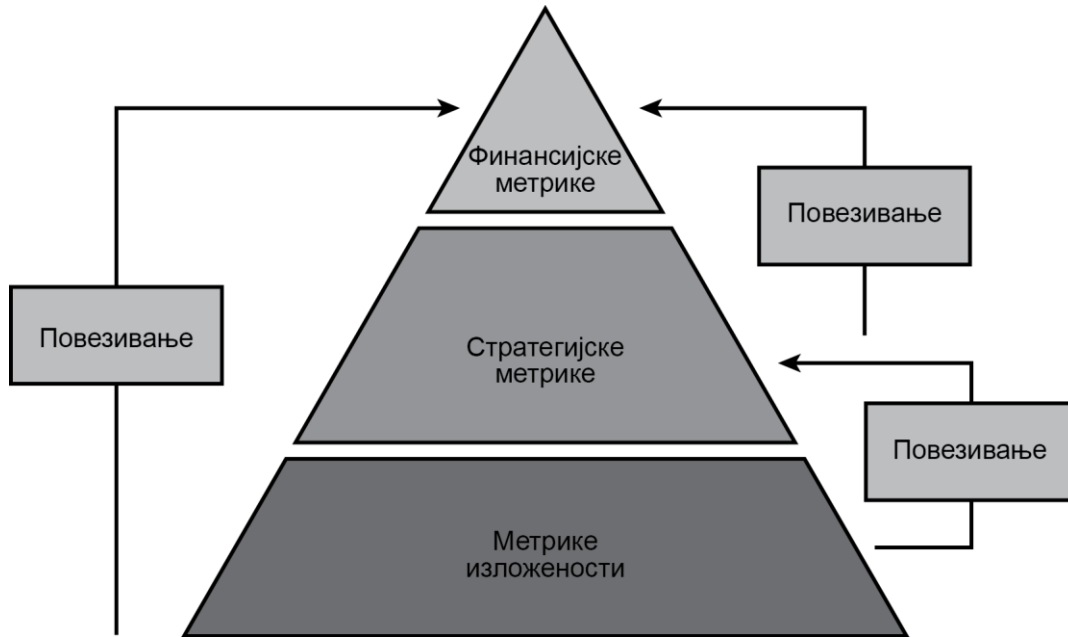 Финансијске
метрике
Повезивање
Повезивање
Стратегијске
метрике
Повезивање
Метрике
изложености